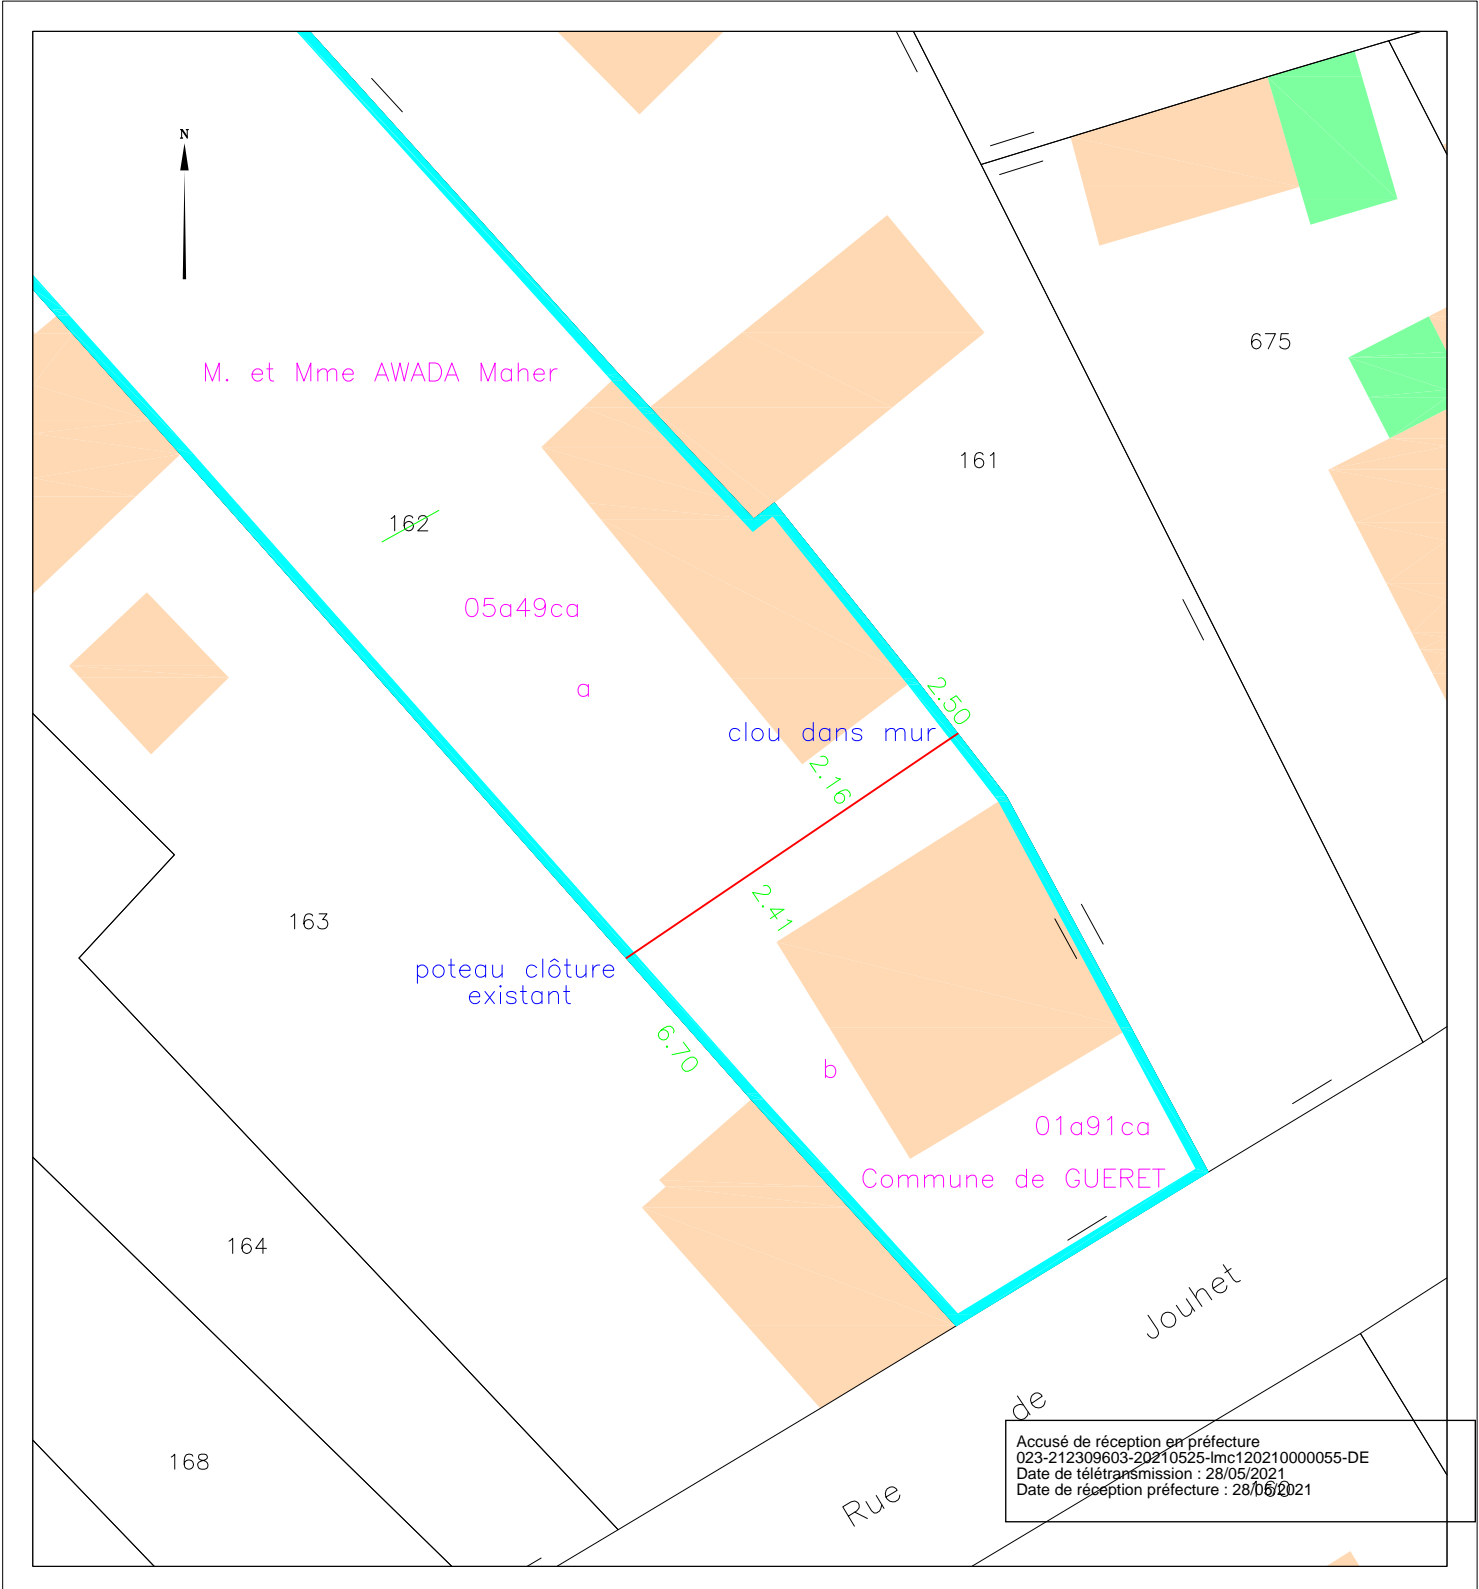 N
675
M. et Mme AWADA Maher
161
162
05a49ca
a
2.50
clou dans mur
2.16
2.41
163
poteau clôture
existant
6.70
b
01a91ca
Commune de GUERET
164
168
Rue de Jouhet
Accusé de réception en préfecture
023-212309603-20210525-lmc120210000055-DE
Date de télétransmission : 28/05/2021
Date de réception préfecture : 28/05/2021